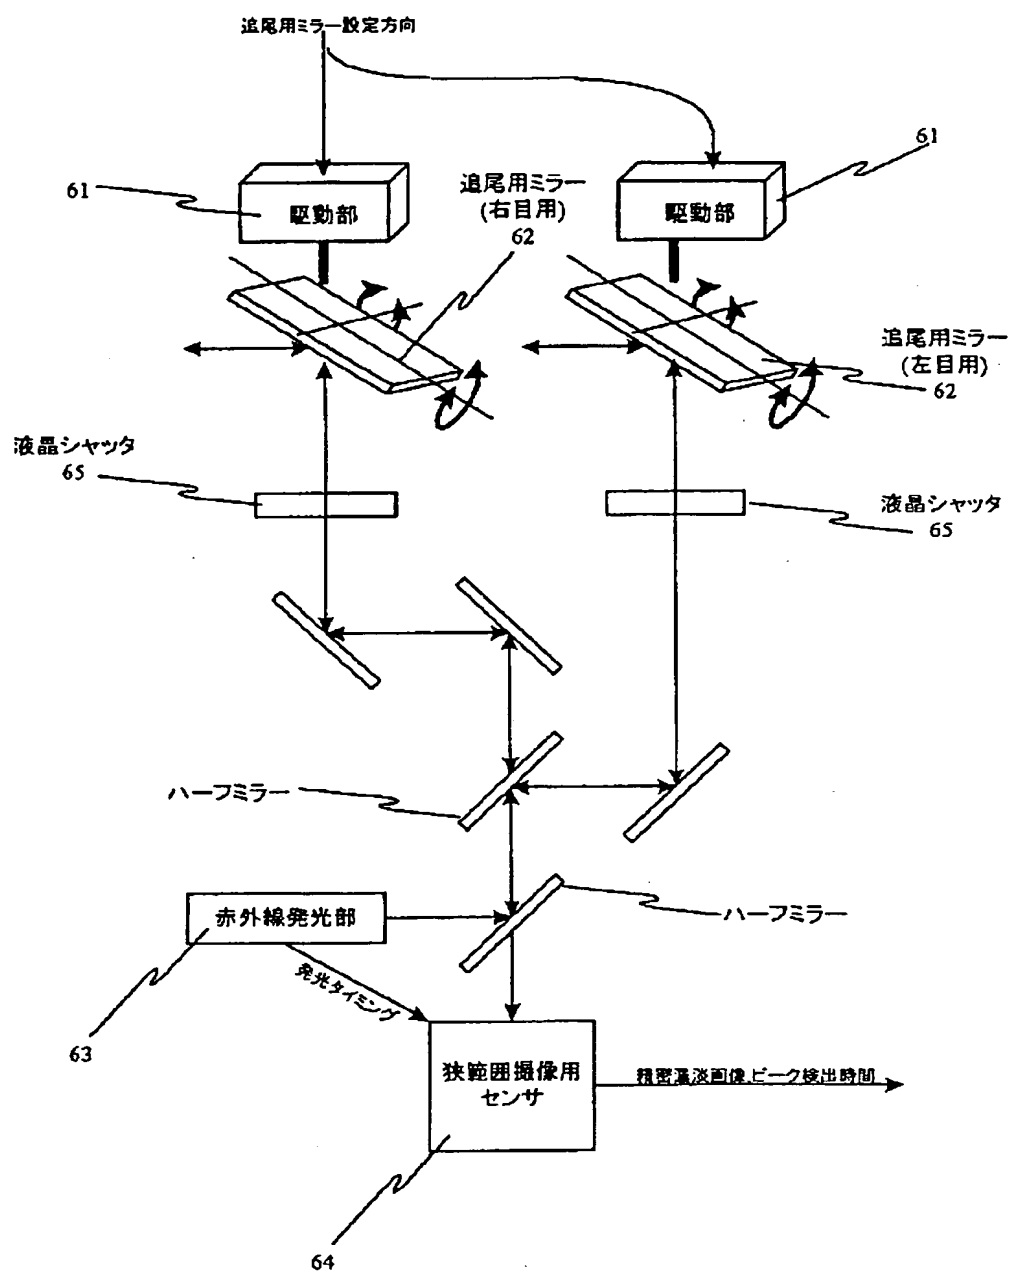 追尾用ミラー設定方向
61
61
駆動部
追尾用ミラー
(右目用)
62
駆動部
追尾用ミラー
(左目用)
62
液晶シャッタ
65
液晶シャッタ
65
ハーフミラー
赤外線発光部
ハーフミラー
発光タイミング
63
狭範囲撮像用
センサ
精密濃淡画像、ピーク検出時間
64